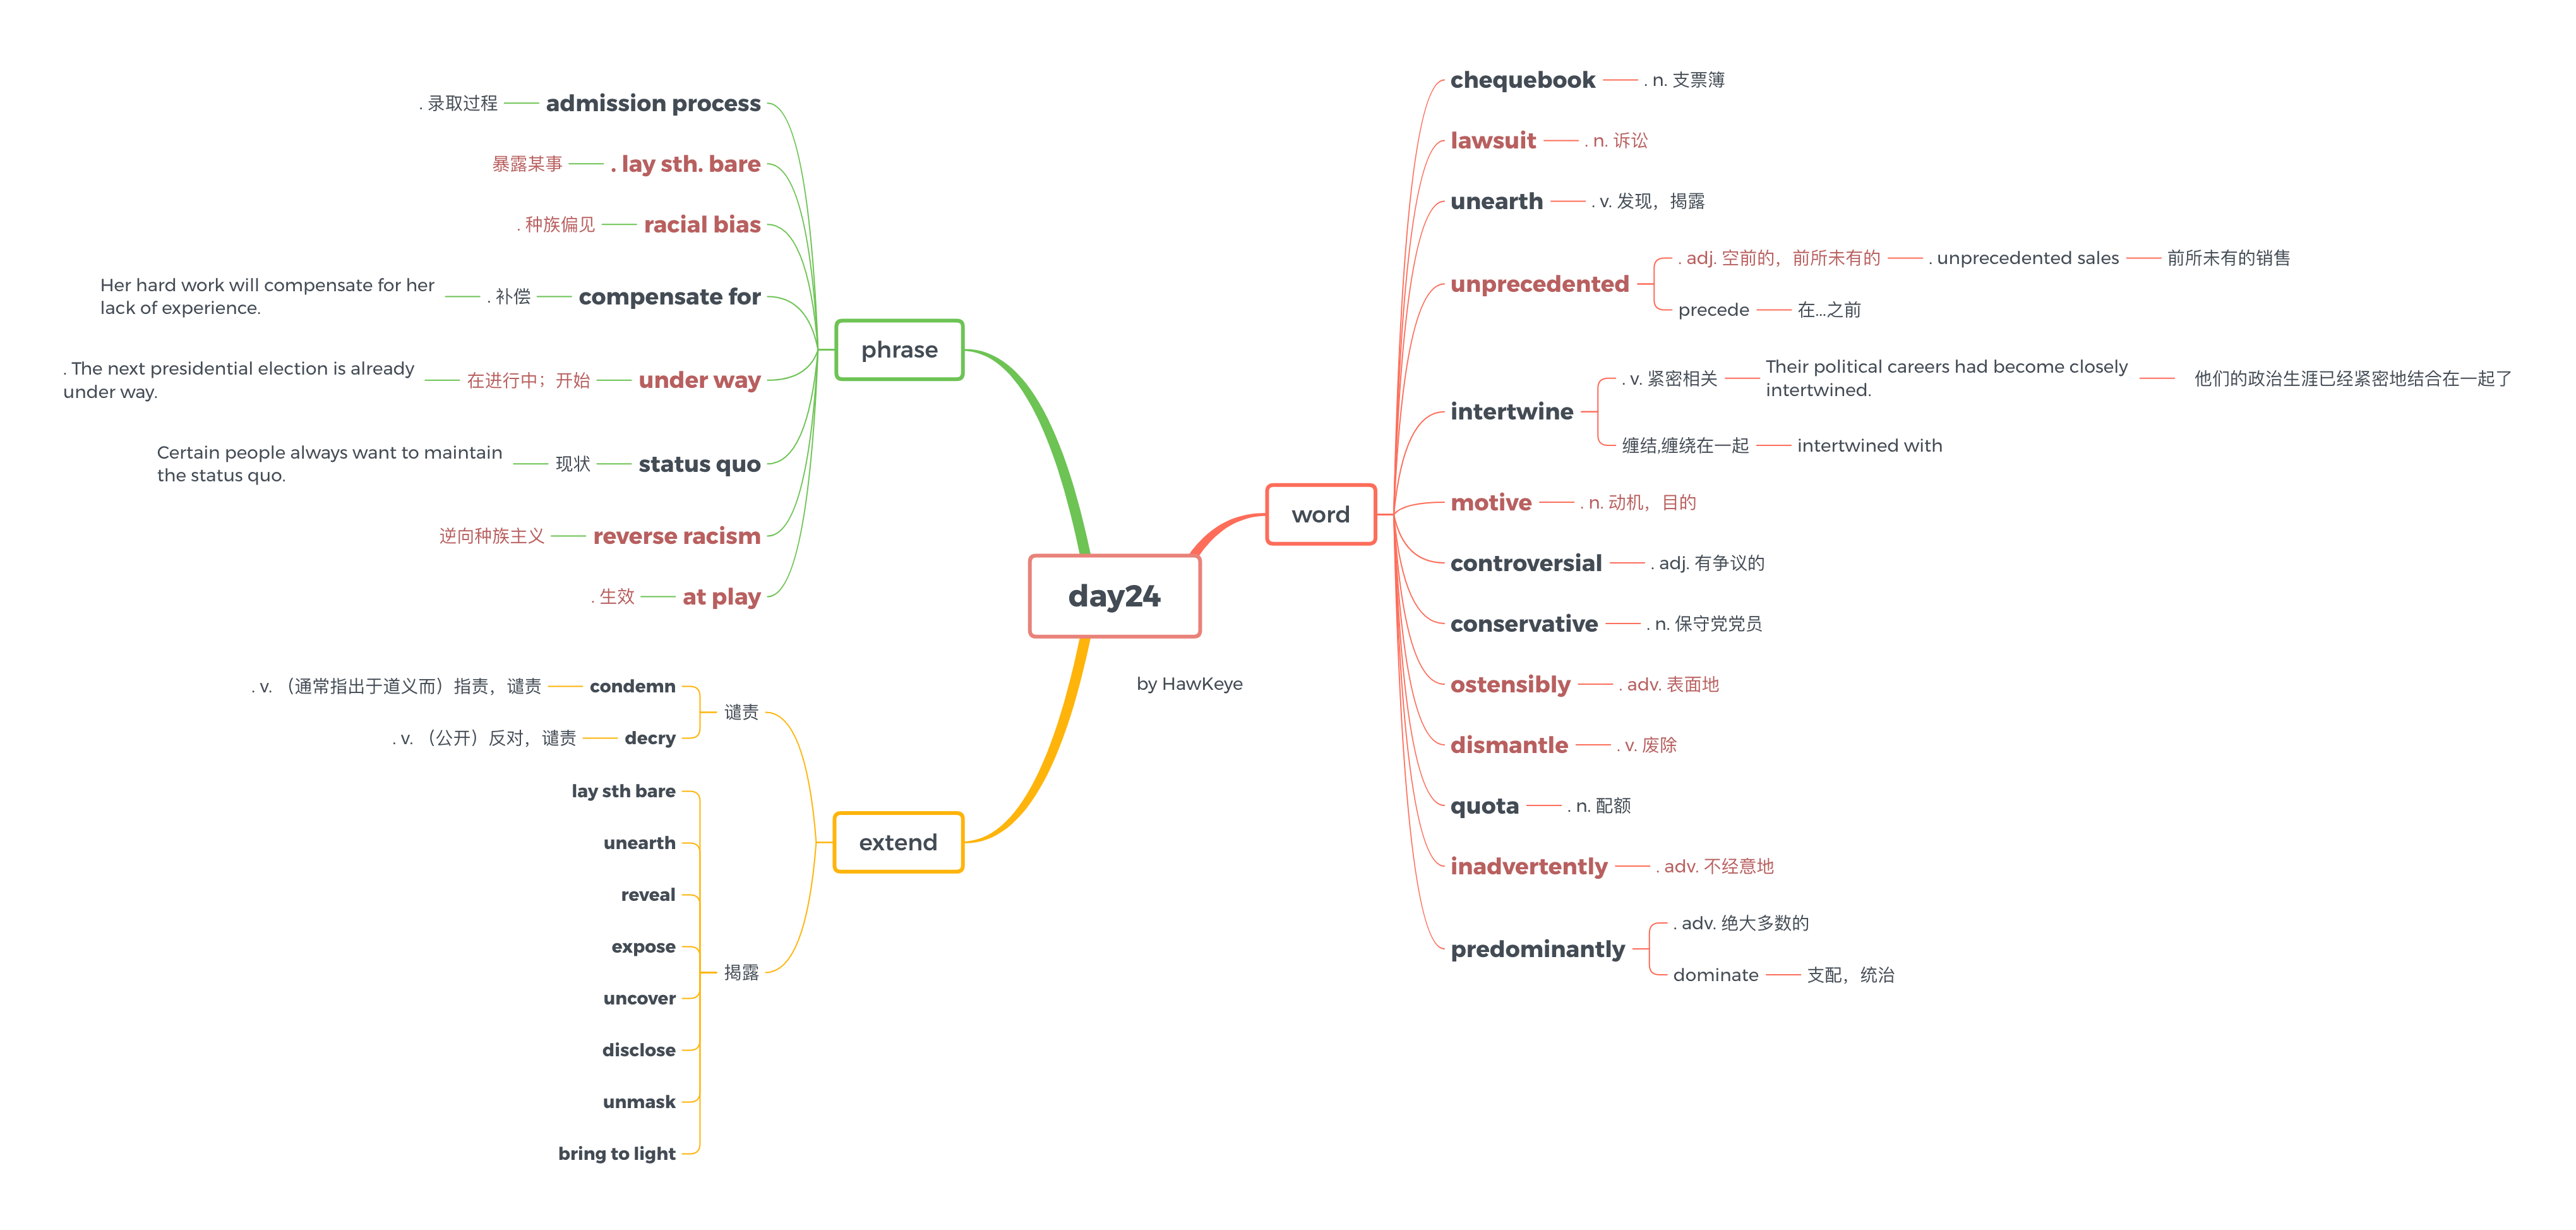 day24
by HawKeye
word
chequebook
. n. 支票簿
lawsuit
. n. 诉讼
unearth
. v. 发现，揭露
unprecedented
. adj. 空前的，前所未有的
. unprecedented sales
前所未有的销售
precede
在...之前
intertwine
. v. 紧密相关
Their political careers had become closely
intertwined.
他们的政治生涯已经紧密地结合在一起了
缠结,缠绕在一起
intertwined with
motive
. n. 动机，目的
controversial
. adj. 有争议的
conservative
. n. 保守党党员
ostensibly
. adv. 表面地
dismantle
. v. 废除
quota
. n. 配额
inadvertently
. adv. 不经意地
predominantly
. adv. 绝大多数的
dominate
支配，统治
phrase
admission process
. 录取过程
. lay sth. bare
暴露某事
racial bias
. 种族偏见
compensate for
. 补偿
Her hard work will compensate for her
lack of experience.
under way
在进行中；开始
. The next presidential election is already
under way.
status quo
现状
Certain people always want to maintain
the status quo.
reverse racism
逆向种族主义
at play
. 生效
extend
谴责
condemn
. v. （通常指出于道义而）指责，谴责
decry
. v. （公开）反对，谴责
揭露
lay sth bare
unearth
reveal
expose
uncover
disclose
unmask
bring to light